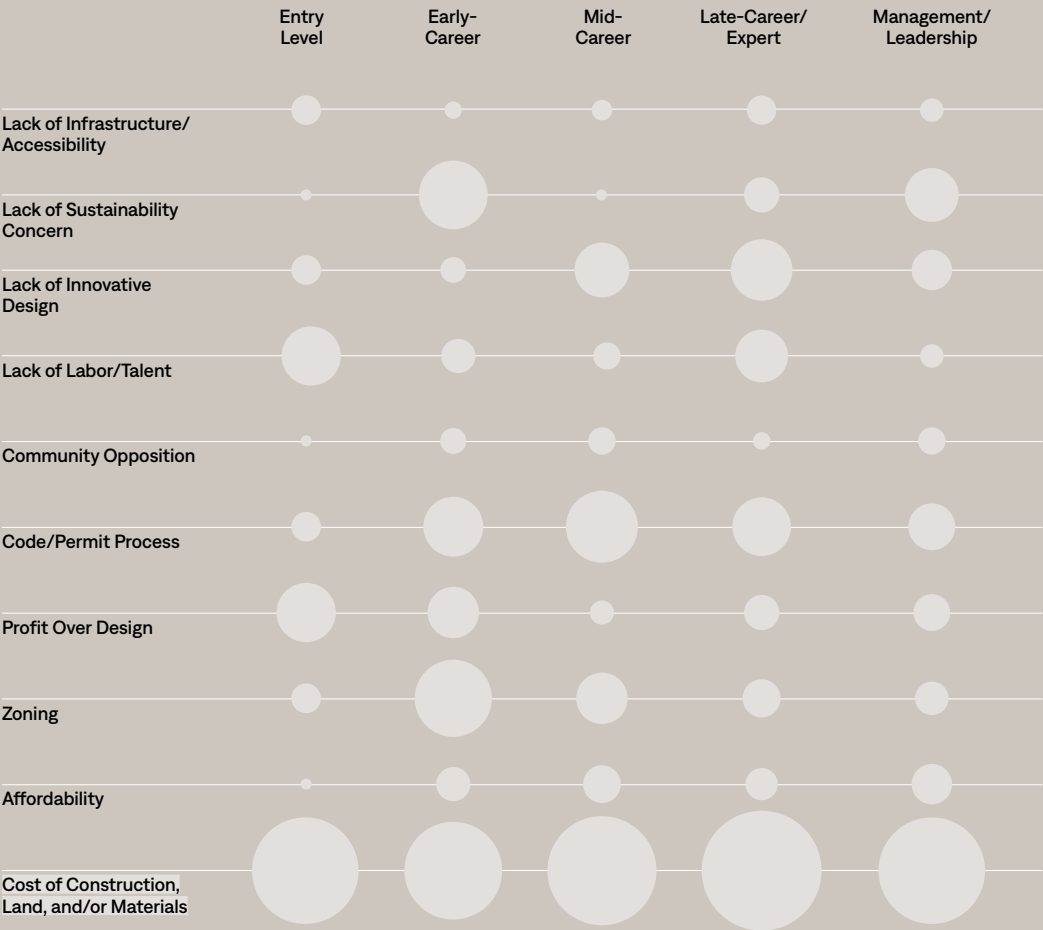 Entry
Level
Early-
Career
Mid-
Career
Late-Career/
Expert
Management/
Leadership
Lack of Infrastructure/
Accessibility
Lack of Sustainability
Concern
Lack of Innovative
Design
Lack of Labor/Talent
Community Opposition
Code/Permit Process
Profit Over Design
Zoning
Affordability
Cost of Construction,
Land, and/or Materials